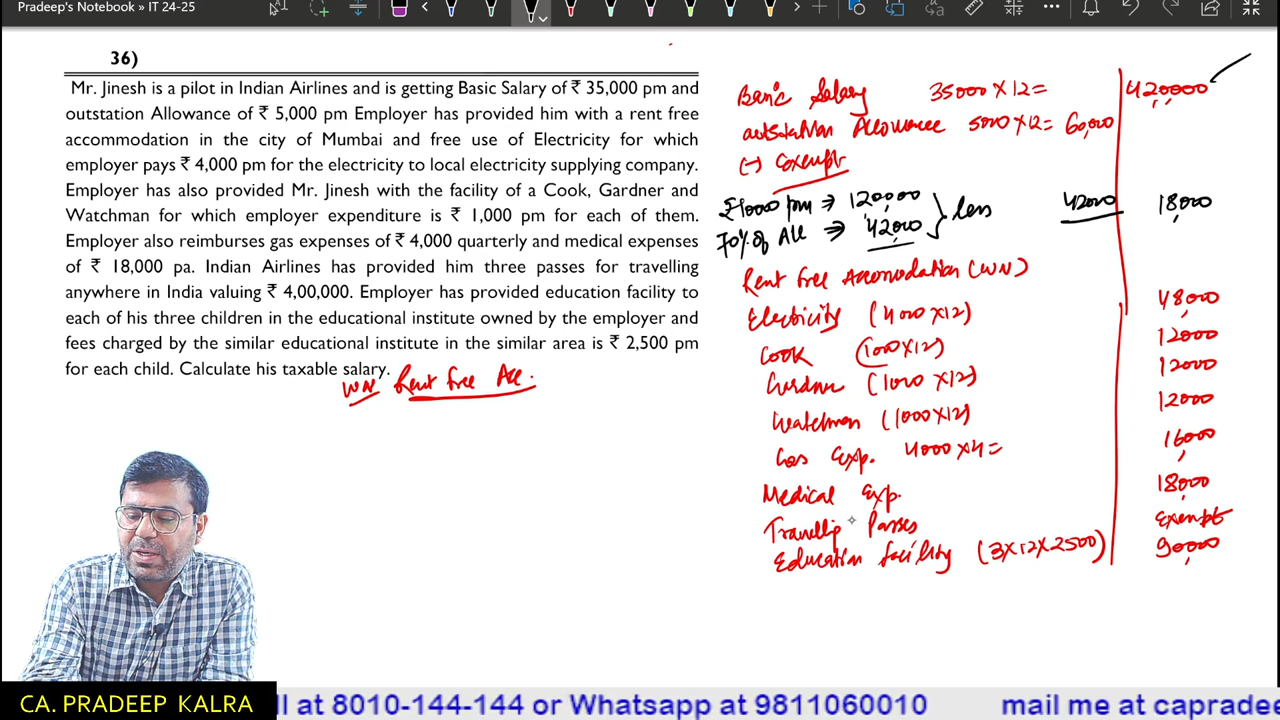 Pradeep's Notebook » IT 24-25
36)
Mr. Jinesh is a pilot in Indian Airlines and is getting Basic Salary of ₹ 35,000 pm and
outstation Allowance of ₹ 5,000 pm Employer has provided him with a rent free
accommodation in the city of Mumbai and free use of Electricity for which
employer pays ₹ 4,000 pm for the electricity to local electricity supplying company.
Employer has also provided Mr. Jinesh with the facility of a Cook, Gardner and
Watchman for which employer expenditure is ₹ 1,000 pm for each of them.
Employer also reimburses gas expenses of ₹ 4,000 quarterly and medical expenses
of ₹ 18,000 pa. Indian Airlines has provided him three passes for travelling
anywhere in India valuing ₹ 4,00,000. Employer has provided education facility to
each of his three children in the educational institute owned by the employer and
fees charged by the similar educational institute in the similar area is ₹ 2,500 pm
for each child. Calculate his taxable salary.
WN Rent Free Acc.
Basic Salary 35000 X 12 = 420000
outstation Allowance 5000 X 12 = 60,000
(-) Exempt
₹10000 pm ⇒ 120,000
70% of All ⇒ 42000 } less 42000 18000
Rent free Accomodation (WN)
Electricity (4000 X 12) 48000
Cook (1000 X 12) 12000
Gardner (1000 X 12) 12000
Watchman (1000 X 12) 12000
Gas Exp. 4000 X 4 = 16000
Medical Exp. 18,000
Travellig Passes Exempt
Education facility (3 X 12 X 2500) 90000
CA. PRADEEP KALRA
ll at 8010-144-144 or Whatsapp at 9811060010 mail me at caprade